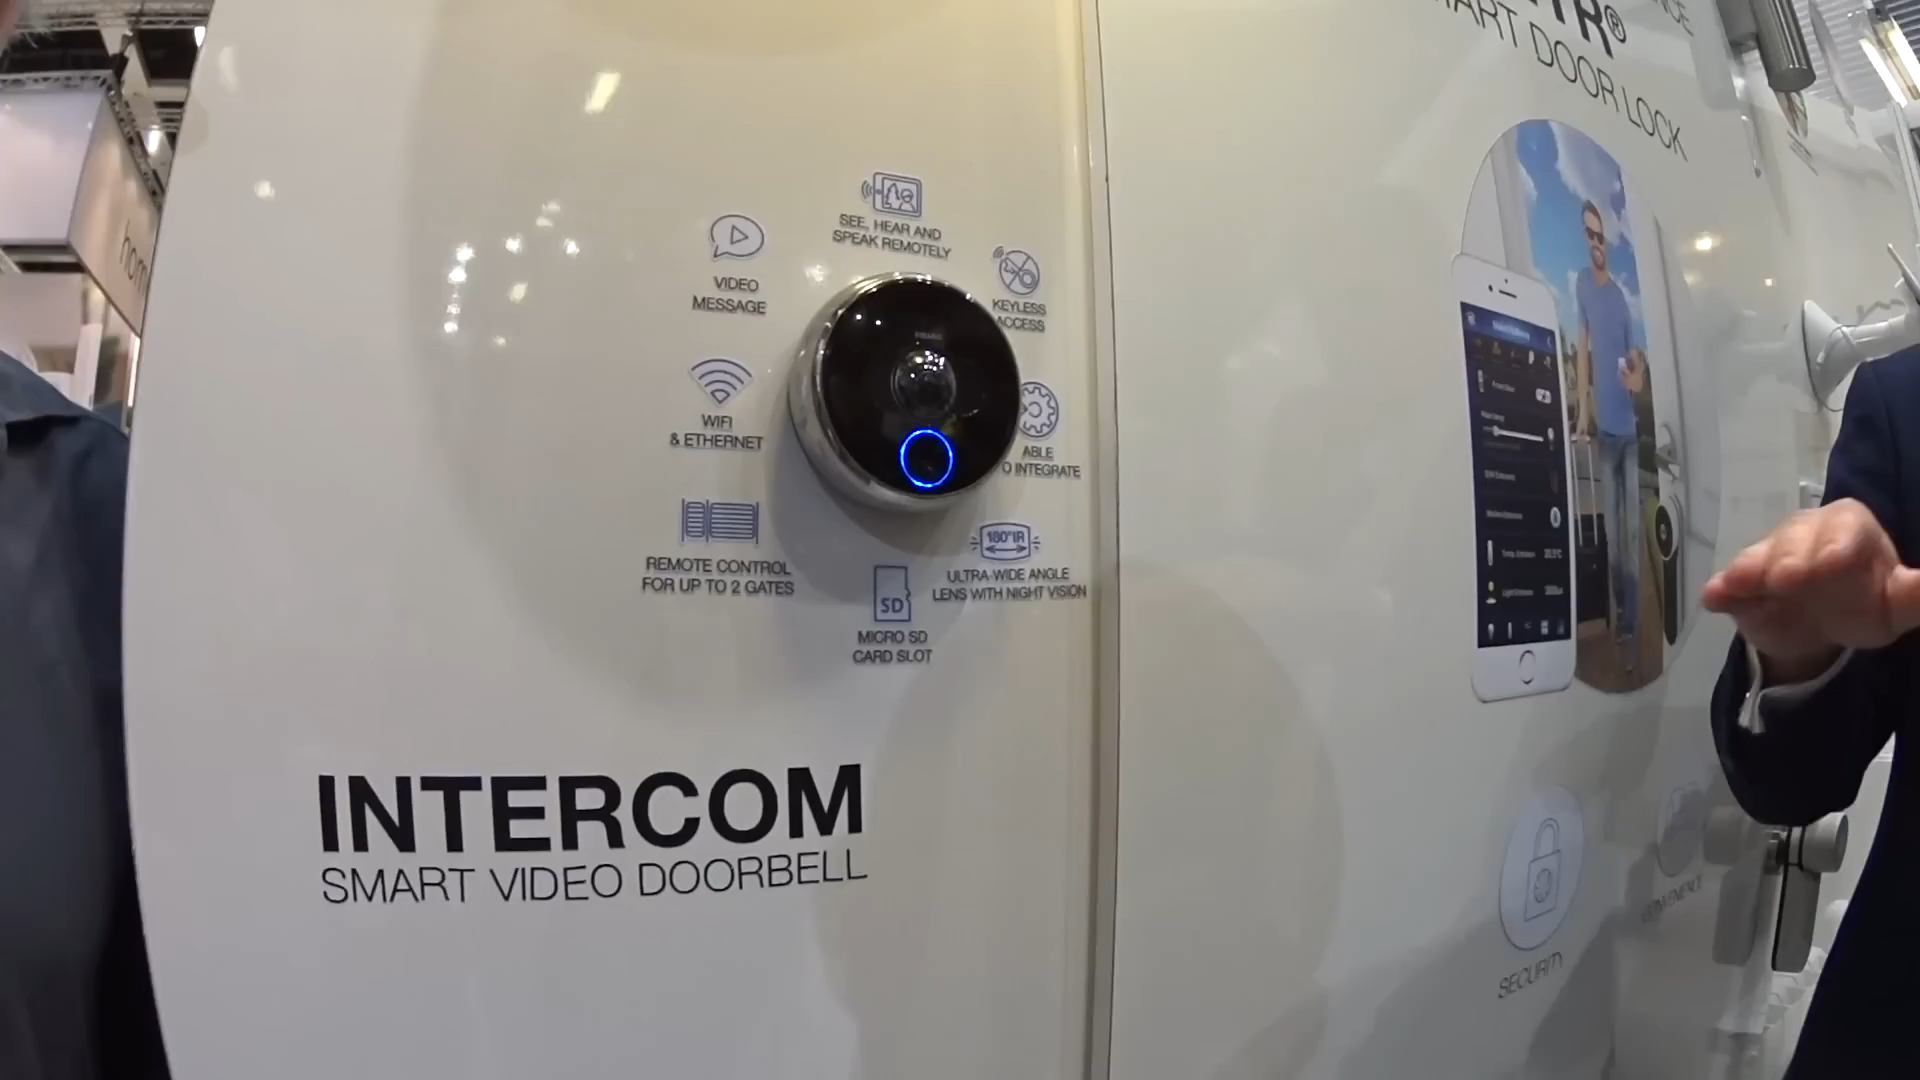 SEE, HEAR AND
SPEAK REMOTELY
VIDEO
MESSAGE
KEYLESS
ACCESS
WIFI
& ETHERNET
ABLE
O INTEGRATE
180°IR
REMOTE CONTROL
FOR UP TO 2 GATES
ULTRA-WIDE ANGLE
LENS WITH NIGHT VISION
SD
MICRO SD
CARD SLOT
INTERCOM
SMART VIDEO DOORBELL
SMART DOOR LOCK
SECURITY
CONVENIENCE